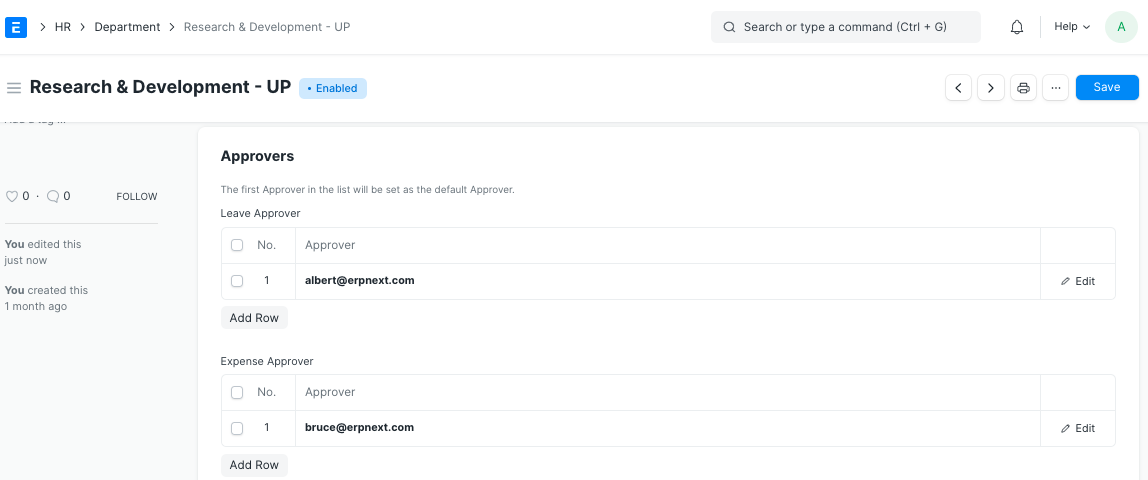 E HR Department Research & Development - UP Search or type a command (Ctrl + G) Help A
Research & Development - UP • Enabled ... Save
Approvers
The first Approver in the list will be set as the default Approver.
0 · 0 FOLLOW
Leave Approver
You edited this
just now
No. Approver
1 albert@erpnext.com Edit
You created this
1 month ago
Add Row
Expense Approver
No. Approver
1 bruce@erpnext.com Edit
Add Row